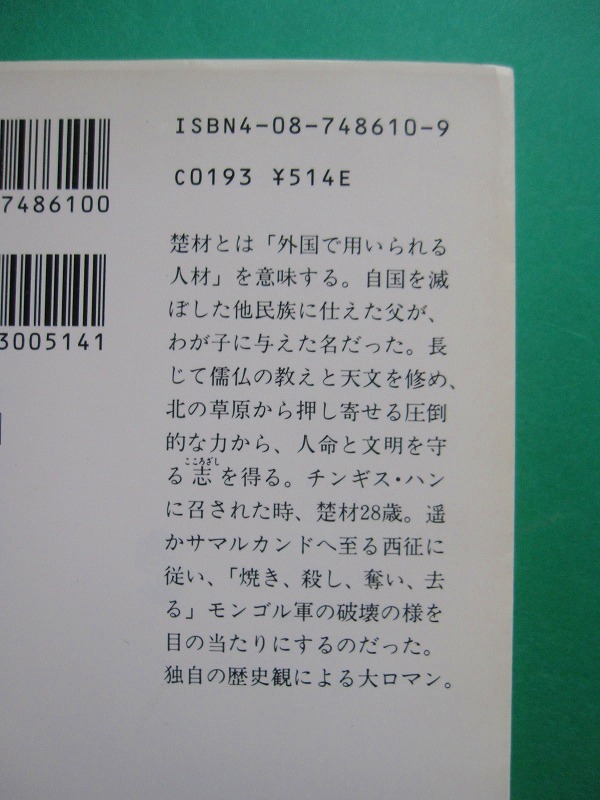 ISBN4-08-748610-9
7486100
C0193 ¥514E
3005141
楚材とは「外国で用いられる
人材」を意味する。自国を滅
ぼした他民族に仕えた父が、
わが子に与えた名だった。長
じて儒仏の教えと天文を修め、
北の草原から押し寄せる圧倒
的な力から、人命と文明を守
こころざし
る志を得る。チンギス・ハン
に召された時、楚材28歳。遥
かサマルカンドへ至る西征に
従い、「焼き、殺し、奪い、去
る」モンゴル軍の破壊の様を
目の当たりにするのだった。
独自の歴史観による大ロマン。